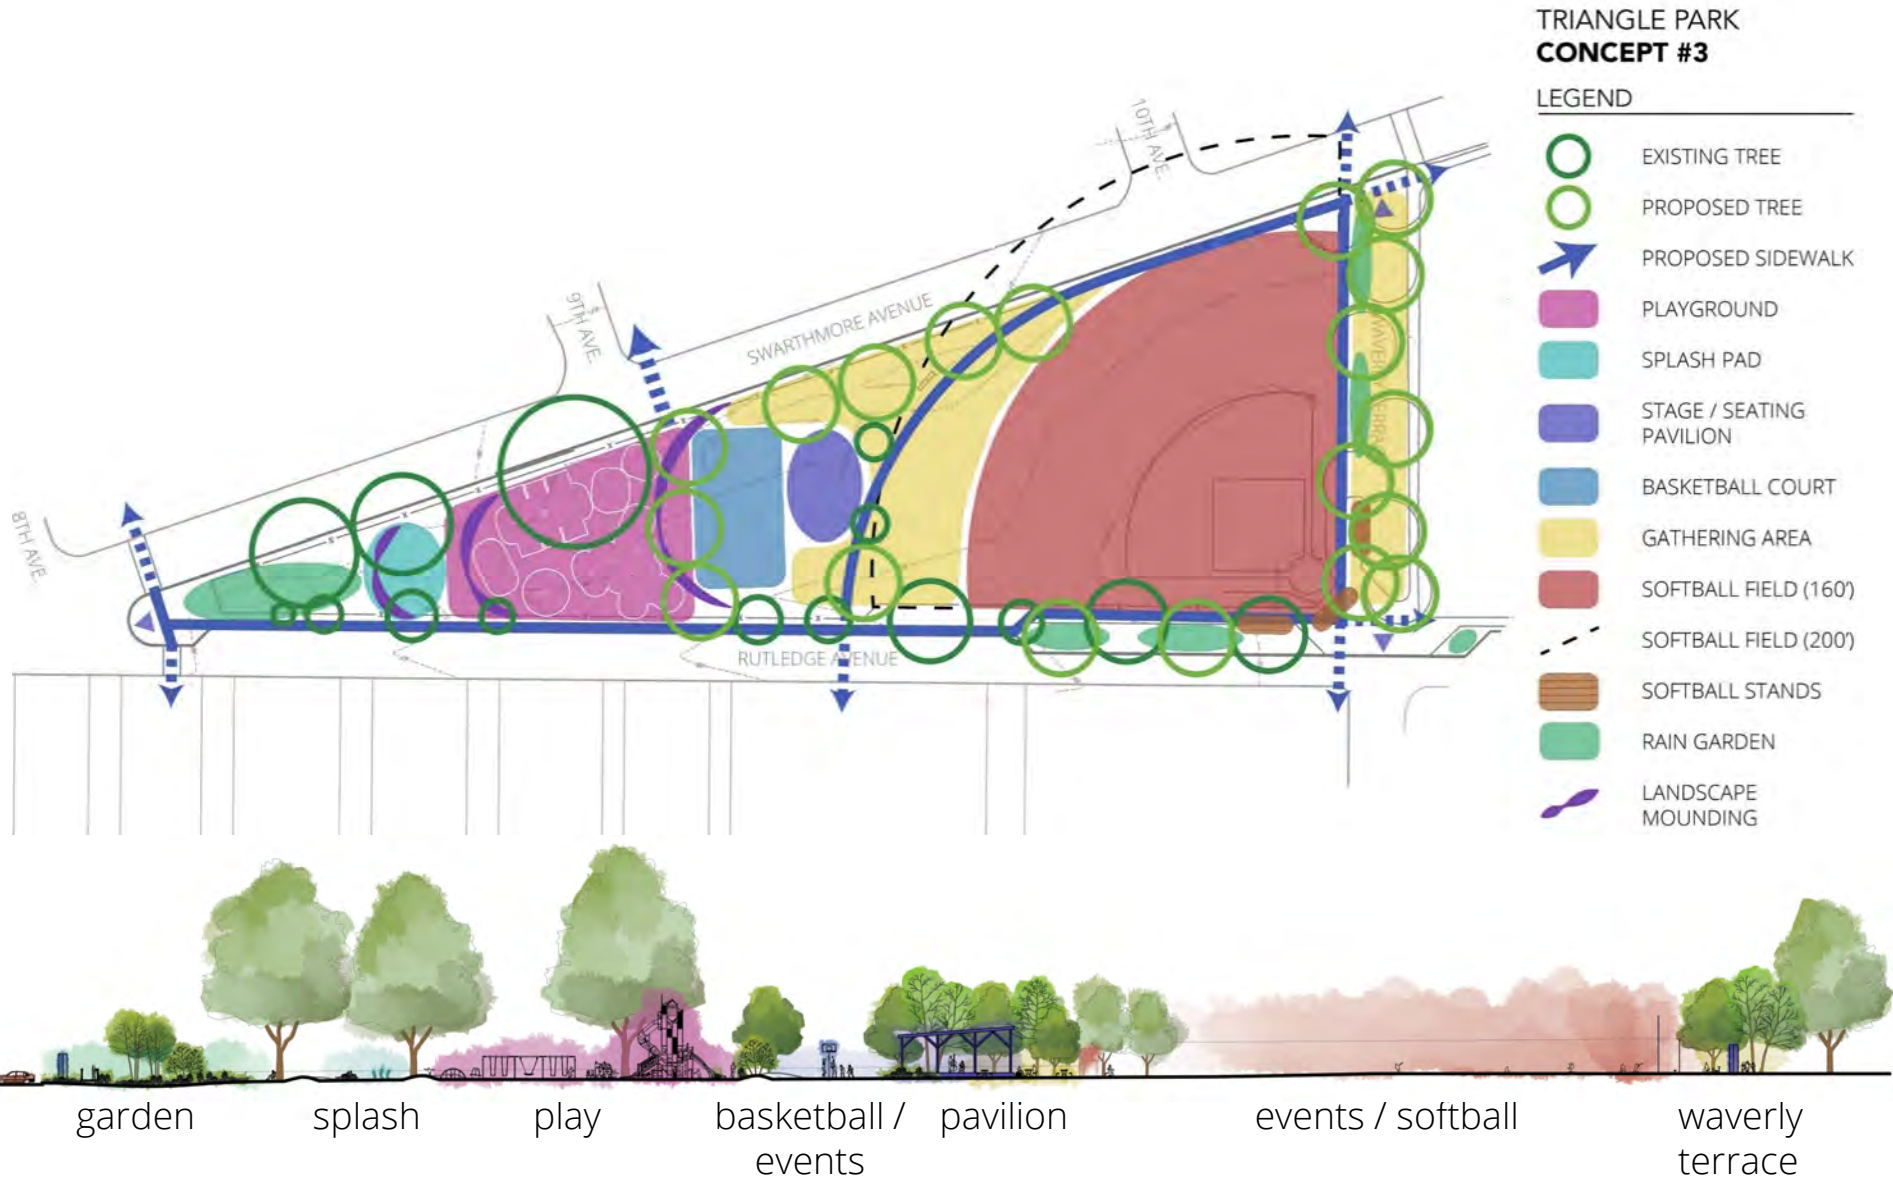 TRIANGLE PARK
CONCEPT #3
LEGEND
EXISTING TREE
PROPOSED TREE
PROPOSED SIDEWALK
PLAYGROUND
SPLASH PAD
STAGE / SEATING
PAVILION
BASKETBALL COURT
GATHERING AREA
SOFTBALL FIELD (160')
SOFTBALL FIELD (200')
SOFTBALL STANDS
RAIN GARDEN
LANDSCAPE
MOUNDING
10TH AVE.
9TH AVE.
SWARTHMORE AVENUE
8TH AVE.
RUTLEDGE AVENUE
garden
splash
play
basketball /
events
pavilion
events / softball
waverly
terrace